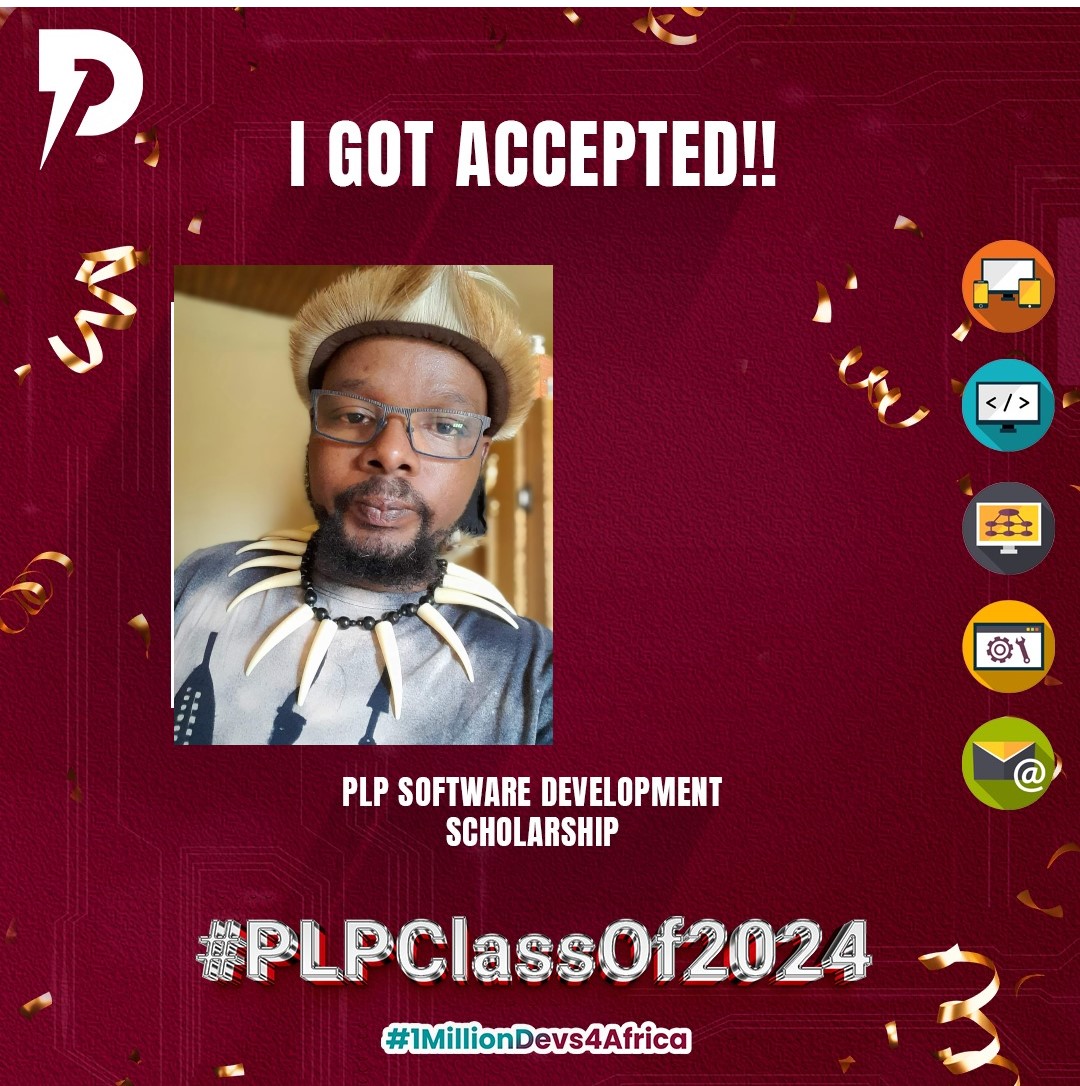 I GOT ACCEPTED!!
</>
PLP SOFTWARE DEVELOPMENT
SCHOLARSHIP
@
#PLPClassOf2024
#1MillionDevs4Africa